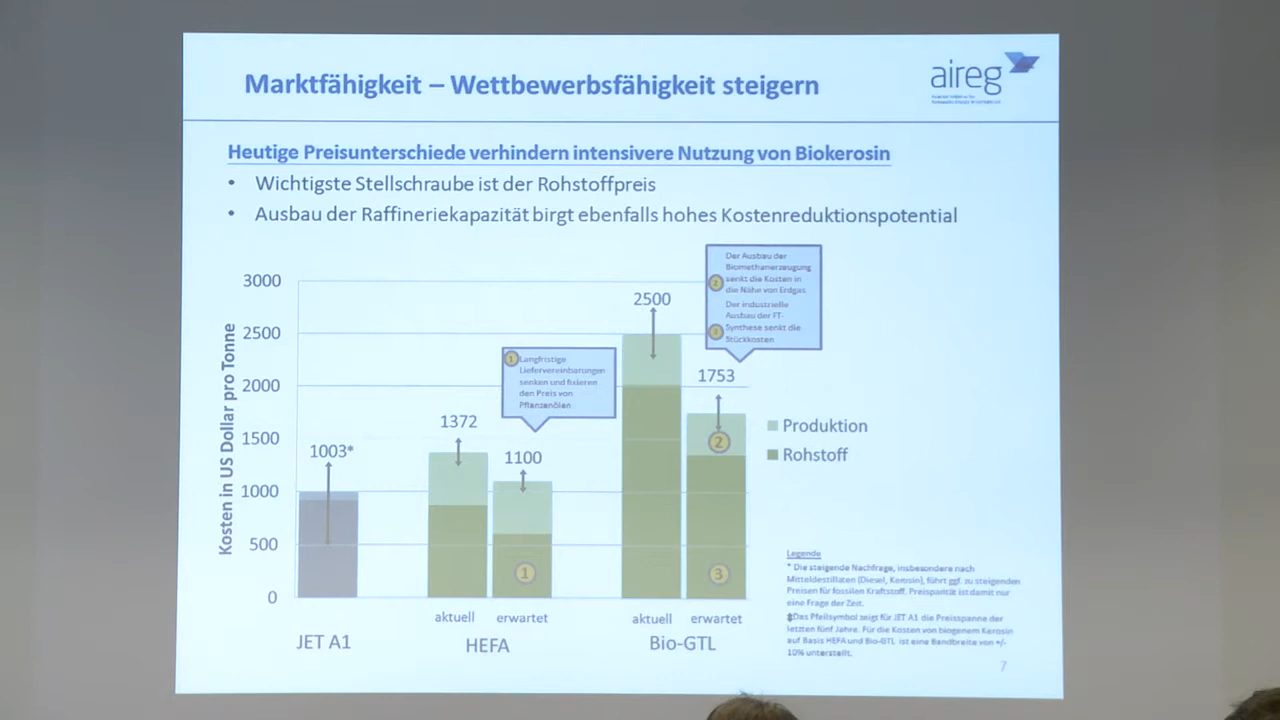 Marktfähigkeit – Wettbewerbsfähigkeit steigern
aireg
Heutige Preisunterschiede verhindern intensivere Nutzung von Biokerosin
• Wichtigste Stellschraube ist der Rohstoffpreis
• Ausbau der Raffineriekapazität birgt ebenfalls hohes Kostenreduktionspotential
Kosten in US Dollar pro Tonne
3000
2500
2000
1500
1000
500
0
1003*
1372
1100
2500
1753
1
Langfristige
Liefervereinbarungen
senken und fixieren
den Preis von
Pflanzenölen
2
Der Ausbau der
Biomethanerzeugung
senkt die Kosten in
die Nähe von Erdgas
Der industrielle
Ausbau der FT-
Synthese senkt die
Stückkosten
1
2
3
Produktion
Rohstoff
aktuell
erwartet
aktuell
erwartet
JET A1
HEFA
Bio-GTL
Legende
* Die steigende Nachfrage, insbesondere nach
Mitteldestillaten (Diesel, Kerosin), führt ggf. zu steigenden
Preisen für fossilen Kraftstoff. Preisparität ist damit nur
eine Frage der Zeit.
Das Pfeilsymbol zeigt für JET A1 die Preisspanne der
letzten fünf Jahre. Für die Kosten von biogenem Kerosin
auf Basis HEFA und Bio-GTL ist eine Bandbreite von +/-
10% unterstellt.
7